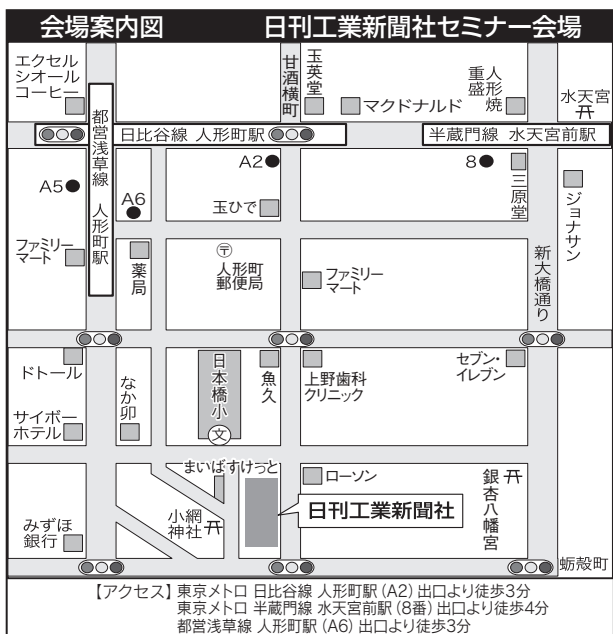 会場案内図 日刊工業新聞社セミナー会場
エクセル
シオール
コーヒー
甘酒横町
玉英堂
マクドナルド
人形焼
重盛
水天宮
都営浅草線 人形町駅
日比谷線 人形町駅
半蔵門線 水天宮前駅
A5
A6
A2
8
玉ひで
三原堂
ジョナサン
ファミリー
マート
薬局
〒
人形町
郵便局
ファミリー
マート
新大橋通り
ドトール
なか卯
日本橋小
文
魚久
上野歯科
クリニック
セブン・
イレブン
サイボー
ホテル
まいばすけっと
ローソン
銀杏八幡宮
日刊工業新聞社
小網
神社
みずほ
銀行
蛎殻町
【アクセス】東京メトロ 日比谷線 人形町駅(A2)出口より徒歩3分
東京メトロ 半蔵門線 水天宮前駅(8番)出口より徒歩4分
都営浅草線 人形町駅(A6)出口より徒歩3分